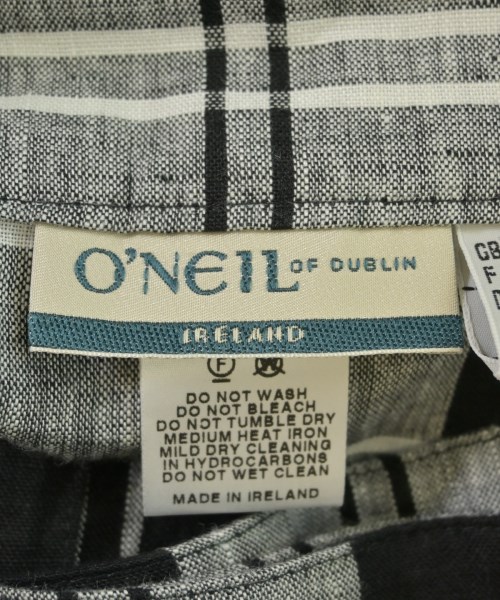 O'NEIL OF DUBLIN
IRELAND
GB
F
W
DO NOT WASH
DO NOT BLEACH
DO NOT TUMBLE DRY
MEDIUM HEAT IRON
MILD DRY CLEANING
IN HYDROCARBONS
DO NOT WET CLEAN
MADE IN IRELAND